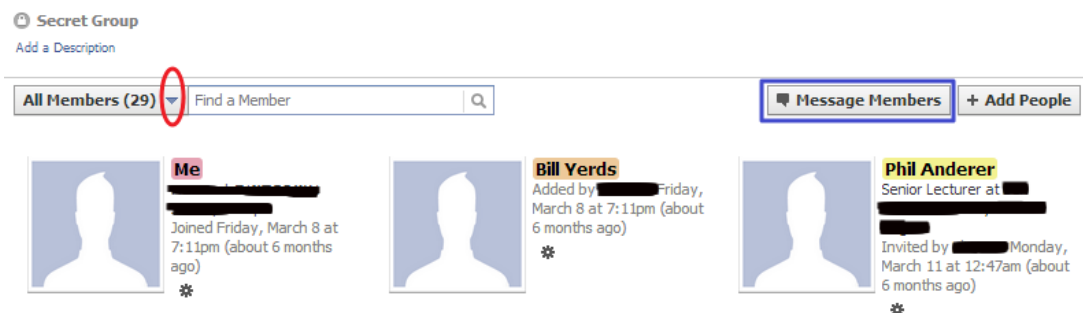 Secret Group
Add a Description
All Members (29)
Find a Member
Message Members
+ Add People
Me
Joined Friday, March 8 at
7:11pm (about 6 months
ago)
Bill Yerds
Added by Friday,
March 8 at 7:11pm (about
6 months ago)
Phil Anderer
Senior Lecturer at
Invited by Monday,
March 11 at 12:47am (about
6 months ago)